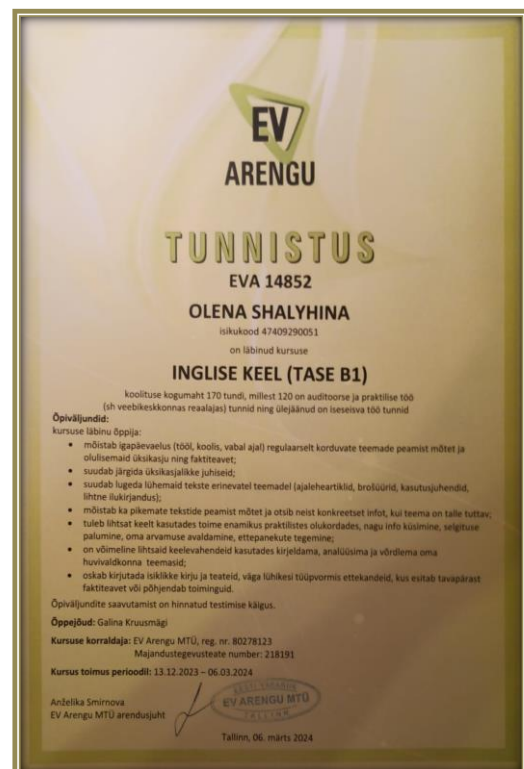 EV
ARENGU
TUNNISTUS
EVA 14852
OLENA SHALYHINA
isikukood 47409290051
on läbinud kursuse
INGLISE KEEL (TASE B1)
koolituse kogumaht 170 tundi, millest 120 on auditoorse ja praktilise töö
(sh veebikeskkonnas reaalajas) tunnid ning ülejäänud on iseseisva töö tunnid
Õpiväljundid:
kursuse läbinu õppija:
• mõistab igapäevaelus (tööl, koolis, vabal ajal) regulaarselt korduvate teemade peamist mõtet ja
olulisemaid üksikasju ning faktiteavet;
• suudab järgida üksikasjalikke juhiseid;
• suudab lugeda lühemaid tekste erinevatel teemadel (ajaleheartiklid, brošüürid, kasutusjuhendid,
lihtne ilukirjandus);
• mõistab ka pikemate tekstide peamist mõtet ja otsib neist konkreetset infot, kui teema on talle tuttav;
• tuleb lihtsat keelt kasutades toime enamikus praktilistes olukordades, nagu info küsimine, selgituse
palumine, oma arvamuse avaldamine, ettepanekute tegemine;
• on võimeline lihtsaid keelevahendeid kasutades kirjeldama, analüüsima ja võrdlema oma
huvivaldkonna teemasid;
• oskab kirjutada isiklikke kirju ja teateid, väga lühikesi tüüpvormis ettekandeid, kus esitab tavapärast
faktiteavet või põhjendab toiminguid.
Õpiväljundite saavutamist on hinnatud testimise käigus.
Õppejõud: Galina Kruusmägi
Kursuse korraldaja: EV Arengu MTÜ, reg. nr. 80278123
Majandustegevusteate number: 218191
Kursus toimus perioodil: 13.12.2023 – 06.03.2024
Anželika Smirnova
EV Arengu MTÜ arendusjuht
EV ARENGU MTÜ
TALLINN
Tallinn, 06. märts 2024